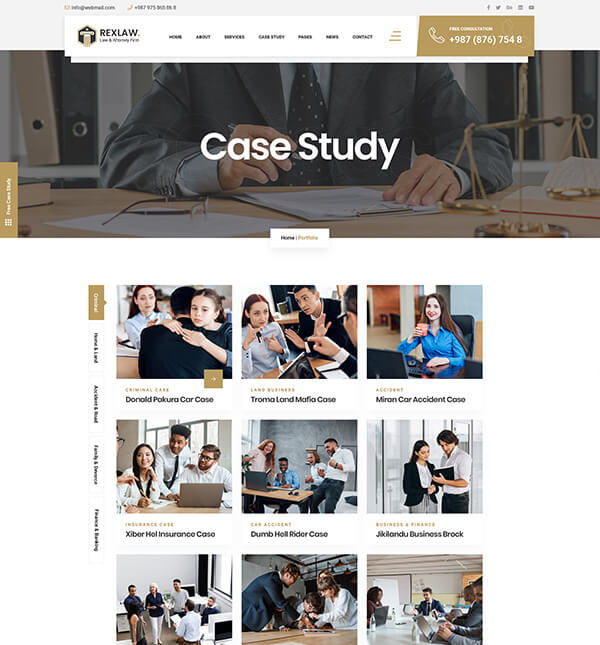 info@webmail.com +987 975 865 86 8
REXLAW.
Law & Attorney Firm
HOME ABOUT SERVICES CASE STUDY PAGES NEWS CONTACT
FREE CONSULTATION
+987 (876) 754 8
Case Study
Free Case Study
Home | Portfolio
Criminal
Home & Land
Accident & Road
Family & Divorce
Finance & Banking
CRIMINAL CASE
Donald Pakura Car Case
LAND BUSINESS
Troma Land Mafia Case
ACCIDENT
Miran Car Accident Case
INSURANCE CASE
Xiber Hel Insurance Case
CAR ACCIDENT
Dumb Hell Rider Case
BUSINESS & FINANCE
Jikilandu Business Brock